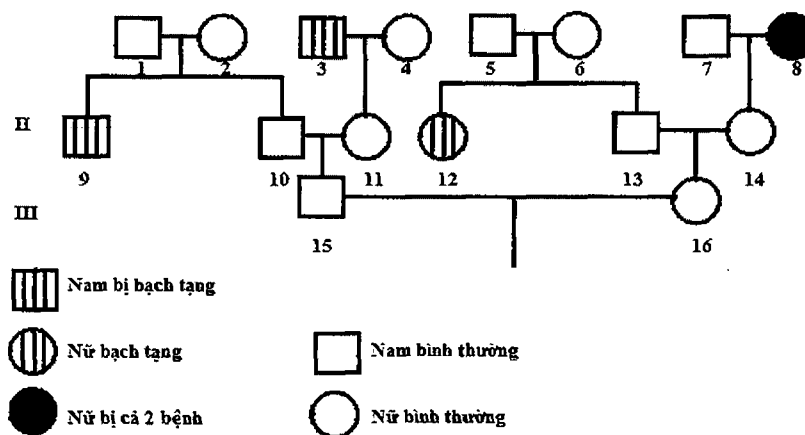 1 2 3 4 5 6 7 8
II
9 10 11 12 13 14
III
15 16
Nam bị bạch tạng
Nữ bạch tạng
Nam bình thường
Nữ bị cả 2 bệnh
Nữ bình thường